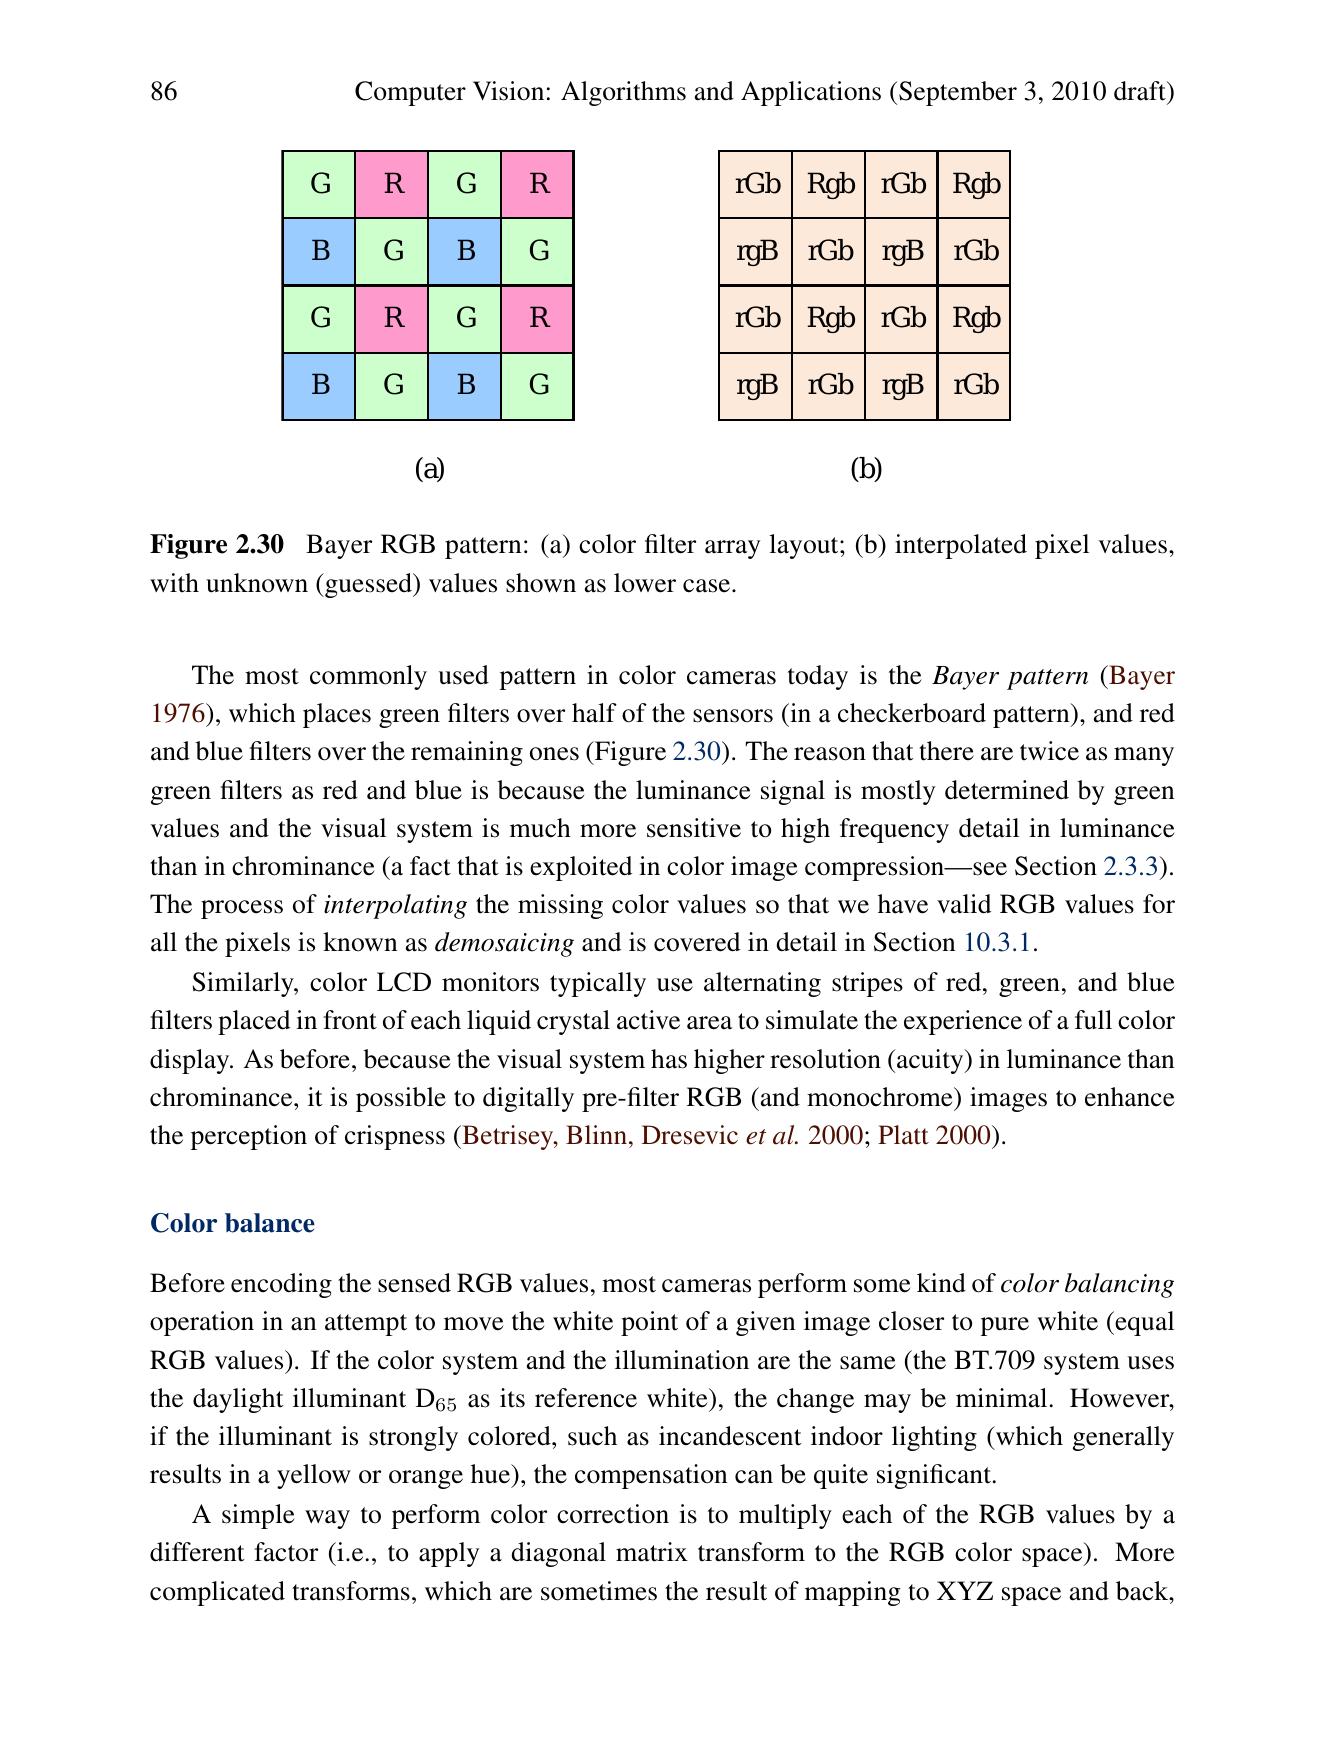 86 Computer Vision: Algorithms and Applications (September 3, 2010 draft)
G R G R
B G B G
G R G R
B G B G
(a)
rGb Rgb rGb Rgb
rgB rGb rgB rGb
rGb Rgb rGb Rgb
rgB rGb rgB rGb
(b)
Figure 2.30 Bayer RGB pattern: (a) color filter array layout; (b) interpolated pixel values,
with unknown (guessed) values shown as lower case.
The most commonly used pattern in color cameras today is the Bayer pattern (Bayer
1976), which places green filters over half of the sensors (in a checkerboard pattern), and red
and blue filters over the remaining ones (Figure 2.30). The reason that there are twice as many
green filters as red and blue is because the luminance signal is mostly determined by green
values and the visual system is much more sensitive to high frequency detail in luminance
than in chrominance (a fact that is exploited in color image compression—see Section 2.3.3).
The process of interpolating the missing color values so that we have valid RGB values for
all the pixels is known as demosaicing and is covered in detail in Section 10.3.1.
Similarly, color LCD monitors typically use alternating stripes of red, green, and blue
filters placed in front of each liquid crystal active area to simulate the experience of a full color
display. As before, because the visual system has higher resolution (acuity) in luminance than
chrominance, it is possible to digitally pre-filter RGB (and monochrome) images to enhance
the perception of crispness (Betrisey, Blinn, Dresevic et al. 2000; Platt 2000).
Color balance
Before encoding the sensed RGB values, most cameras perform some kind of color balancing
operation in an attempt to move the white point of a given image closer to pure white (equal
RGB values). If the color system and the illumination are the same (the BT.709 system uses
the daylight illuminant D65 as its reference white), the change may be minimal. However,
if the illuminant is strongly colored, such as incandescent indoor lighting (which generally
results in a yellow or orange hue), the compensation can be quite significant.
A simple way to perform color correction is to multiply each of the RGB values by a
different factor (i.e., to apply a diagonal matrix transform to the RGB color space). More
complicated transforms, which are sometimes the result of mapping to XYZ space and back,